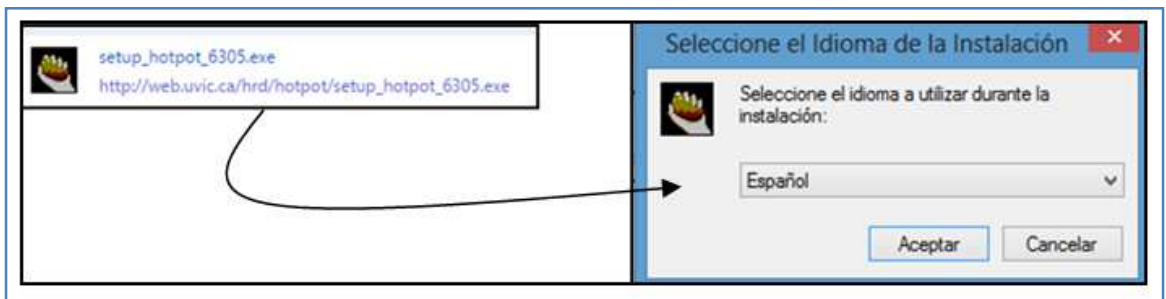 setup_hotpot_6305.exe
http://web.uvic.ca/hrd/hotpot/setup_hotpot_6305.exe
Seleccione el Idioma de la Instalación
Seleccione el idioma a utilizar durante la
instalación:
Español
Aceptar Cancelar